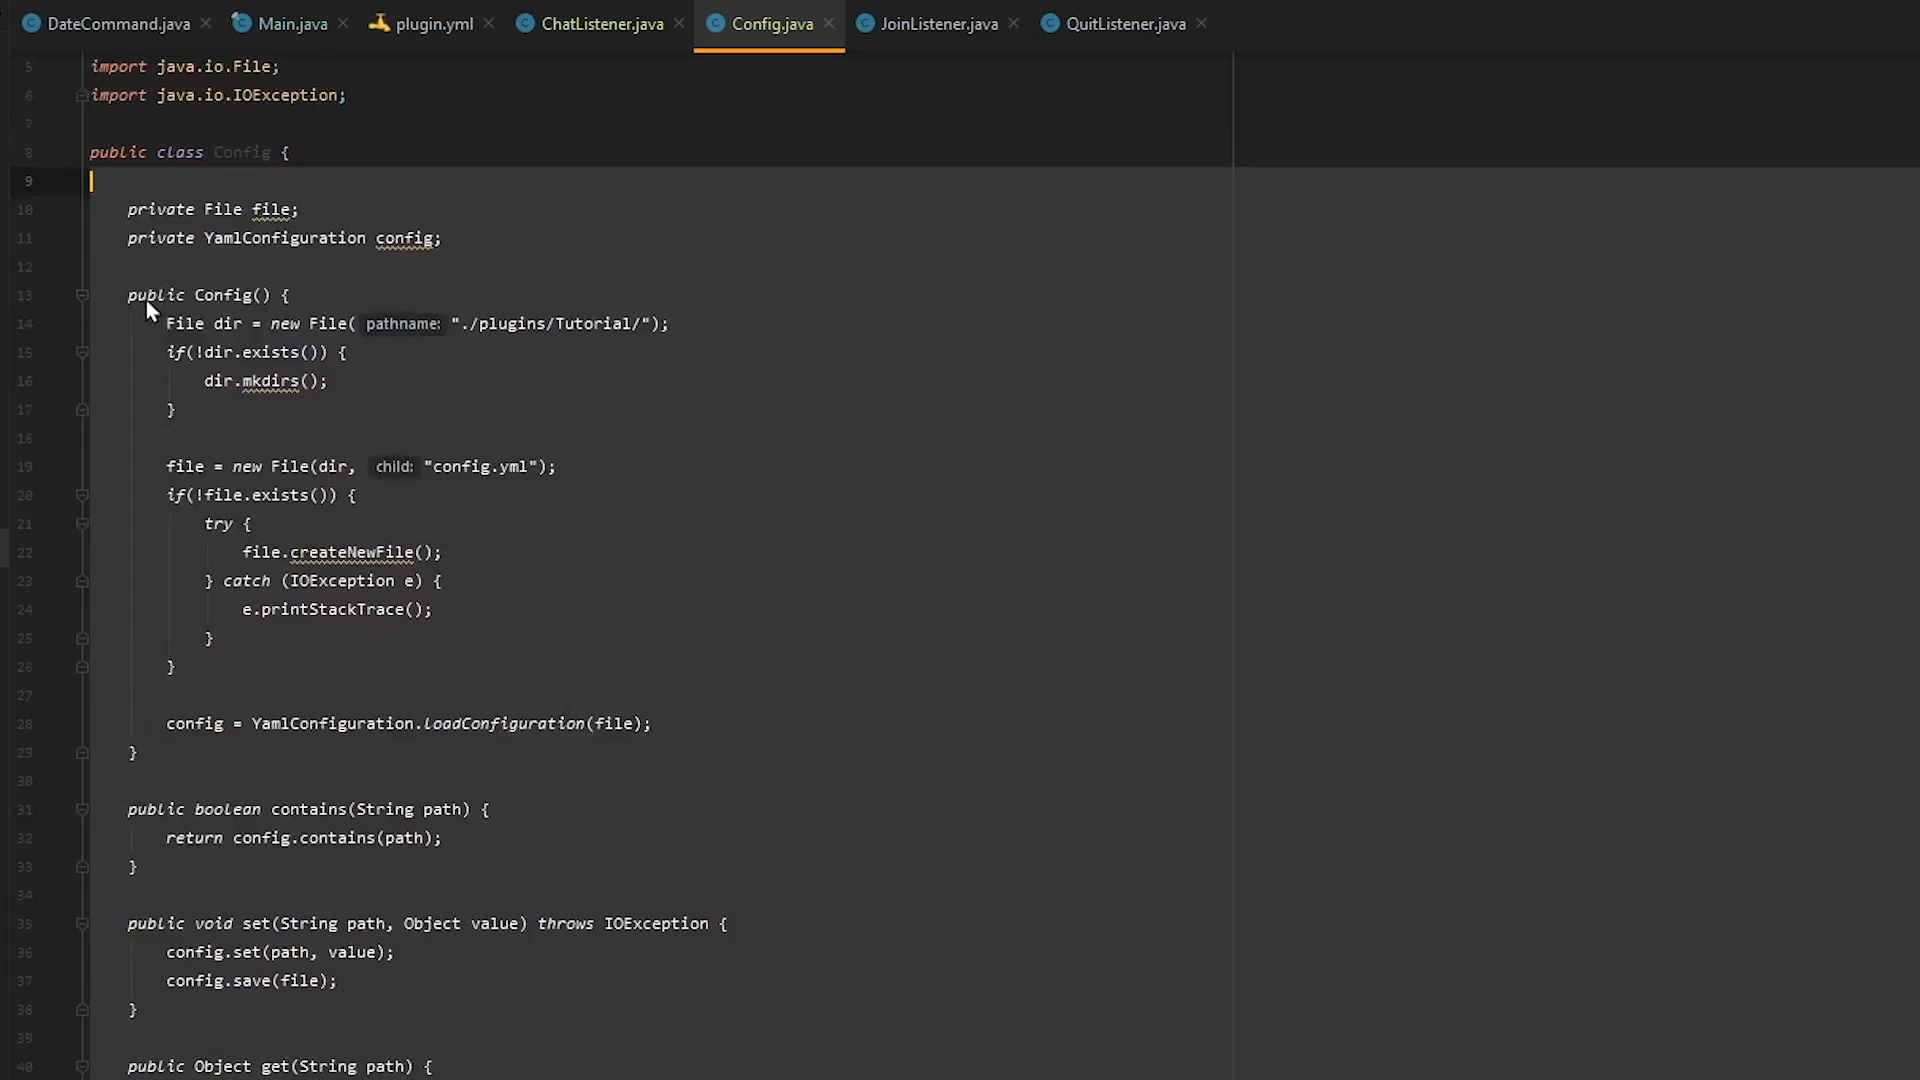 DateCommand.java Main.java plugin.yml ChatListener.java Config.java JoinListener.java QuitListener.java
5 import java.io.File;
6 import java.io.IOException;
7
8 public class Config {
9
10 private File file;
11 private YamlConfiguration config;
12
13 public Config() {
14 File dir = new File( pathname: "./plugins/Tutorial/");
15 if(!dir.exists()) {
16 dir.mkdirs();
17 }
18
19 file = new File(dir, child: "config.yml");
20 if(!file.exists()) {
21 try {
22 file.createNewFile();
23 } catch (IOException e) {
24 e.printStackTrace();
25 }
26 }
27
28 config = YamlConfiguration.loadConfiguration(file);
29 }
30
31 public boolean contains(String path) {
32 return config.contains(path);
33 }
34
35 public void set(String path, Object value) throws IOException {
36 config.set(path, value);
37 config.save(file);
38 }
39
40 public Object get(String path) {